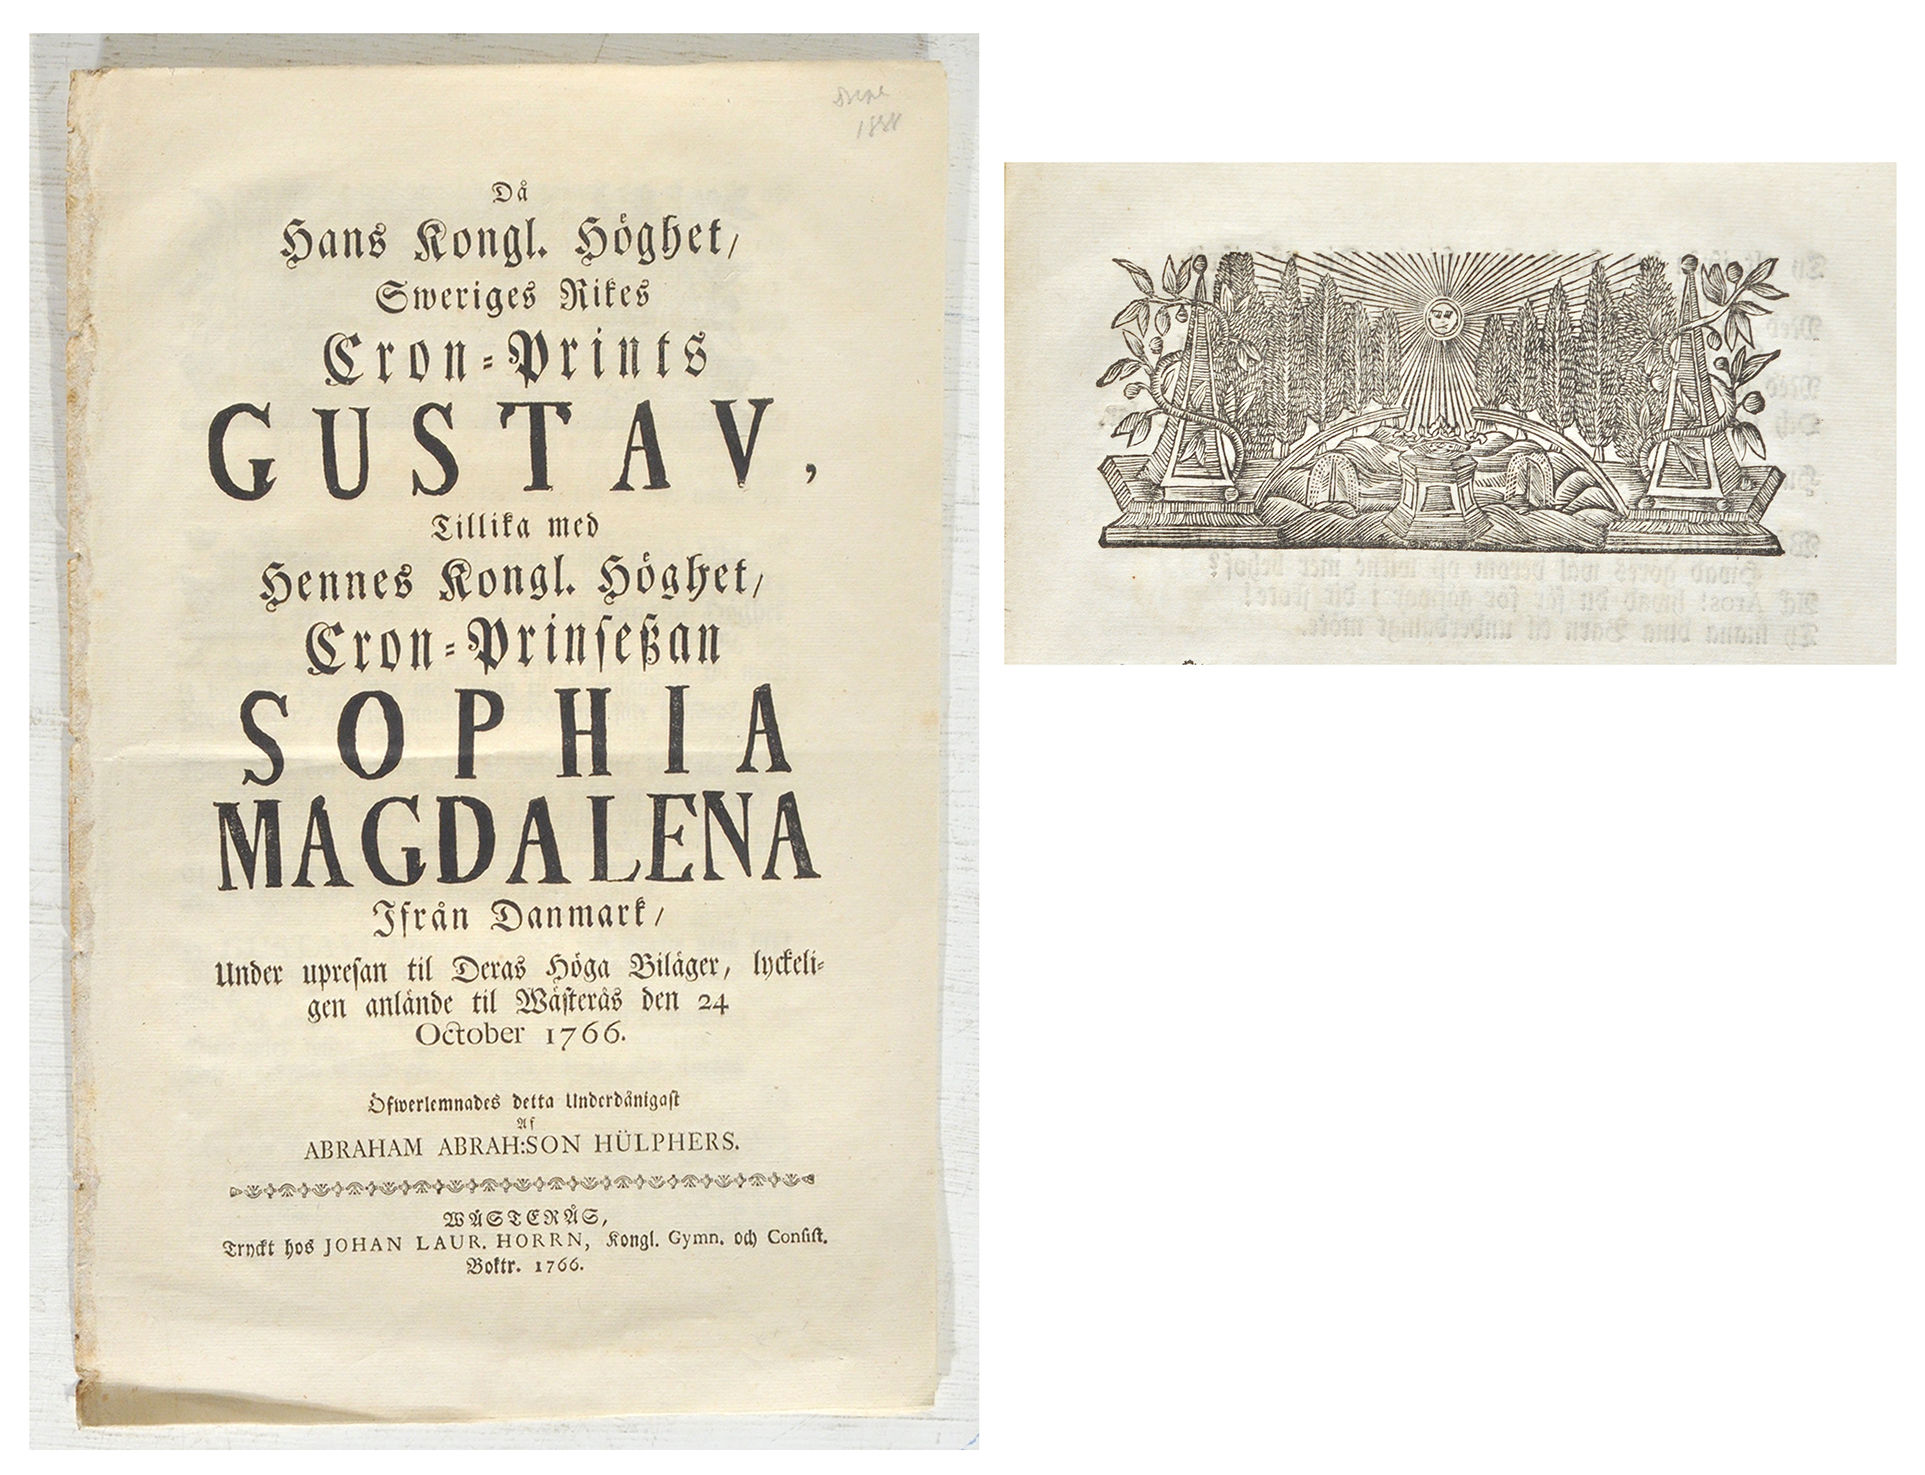 Då
Hans Kongl. Höghet/
Sweriges Rikes
Cron-Prints
GUSTAV,
Tillika med
Hennes Kongl. Höghet/
Cron-Prinseßan
SOPHIA
MAGDALENA
Ifrån Danmark/
Under upresan til Deras Höga Biläger, lyckeli-
gen anlände til Wästerås den 24
October 1766.
Öfwerlemnades detta Underdånigast
Af
ABRAHAM ABRAH:SON HÜLPHERS.
WÄSTERÅS,
Tryckt hos JOHAN LAUR. HORRN, Kongl. Gymn. och Consist.
Boktr. 1766.